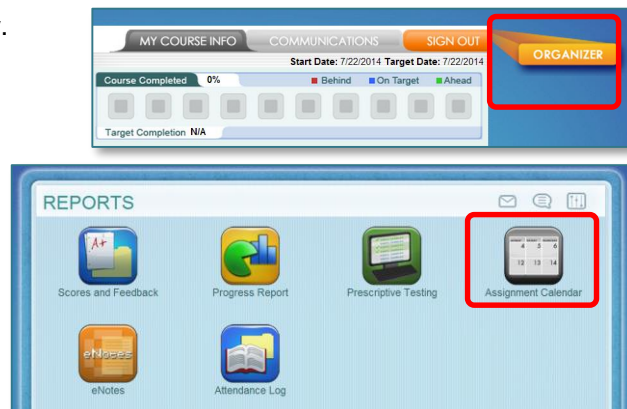 .
MY COURSE INFO COMMUNICATIONS SIGN OUT
ORGANIZER
Start Date: 7/22/2014 Target Date: 7/22/2014
Course Completed 0% Behind On Target Ahead
Target Completion N/A
REPORTS
A+
Scores and Feedback Progress Report Prescriptive Testing Assignment Calendar
4 5 6
12 13 14
eNotes
eNotes Attendance Log